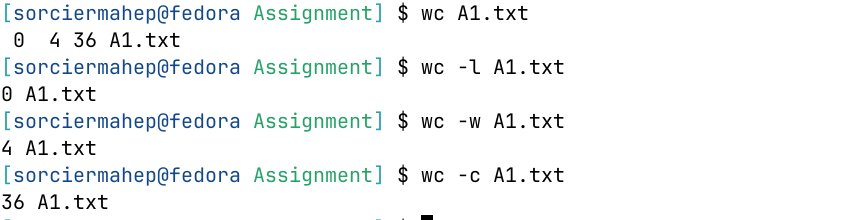 [sorciermahep@fedora Assignment] $ wc A1.txt
 0  4 36 A1.txt
[sorciermahep@fedora Assignment] $ wc -l A1.txt
0 A1.txt
[sorciermahep@fedora Assignment] $ wc -w A1.txt
4 A1.txt
[sorciermahep@fedora Assignment] $ wc -c A1.txt
36 A1.txt